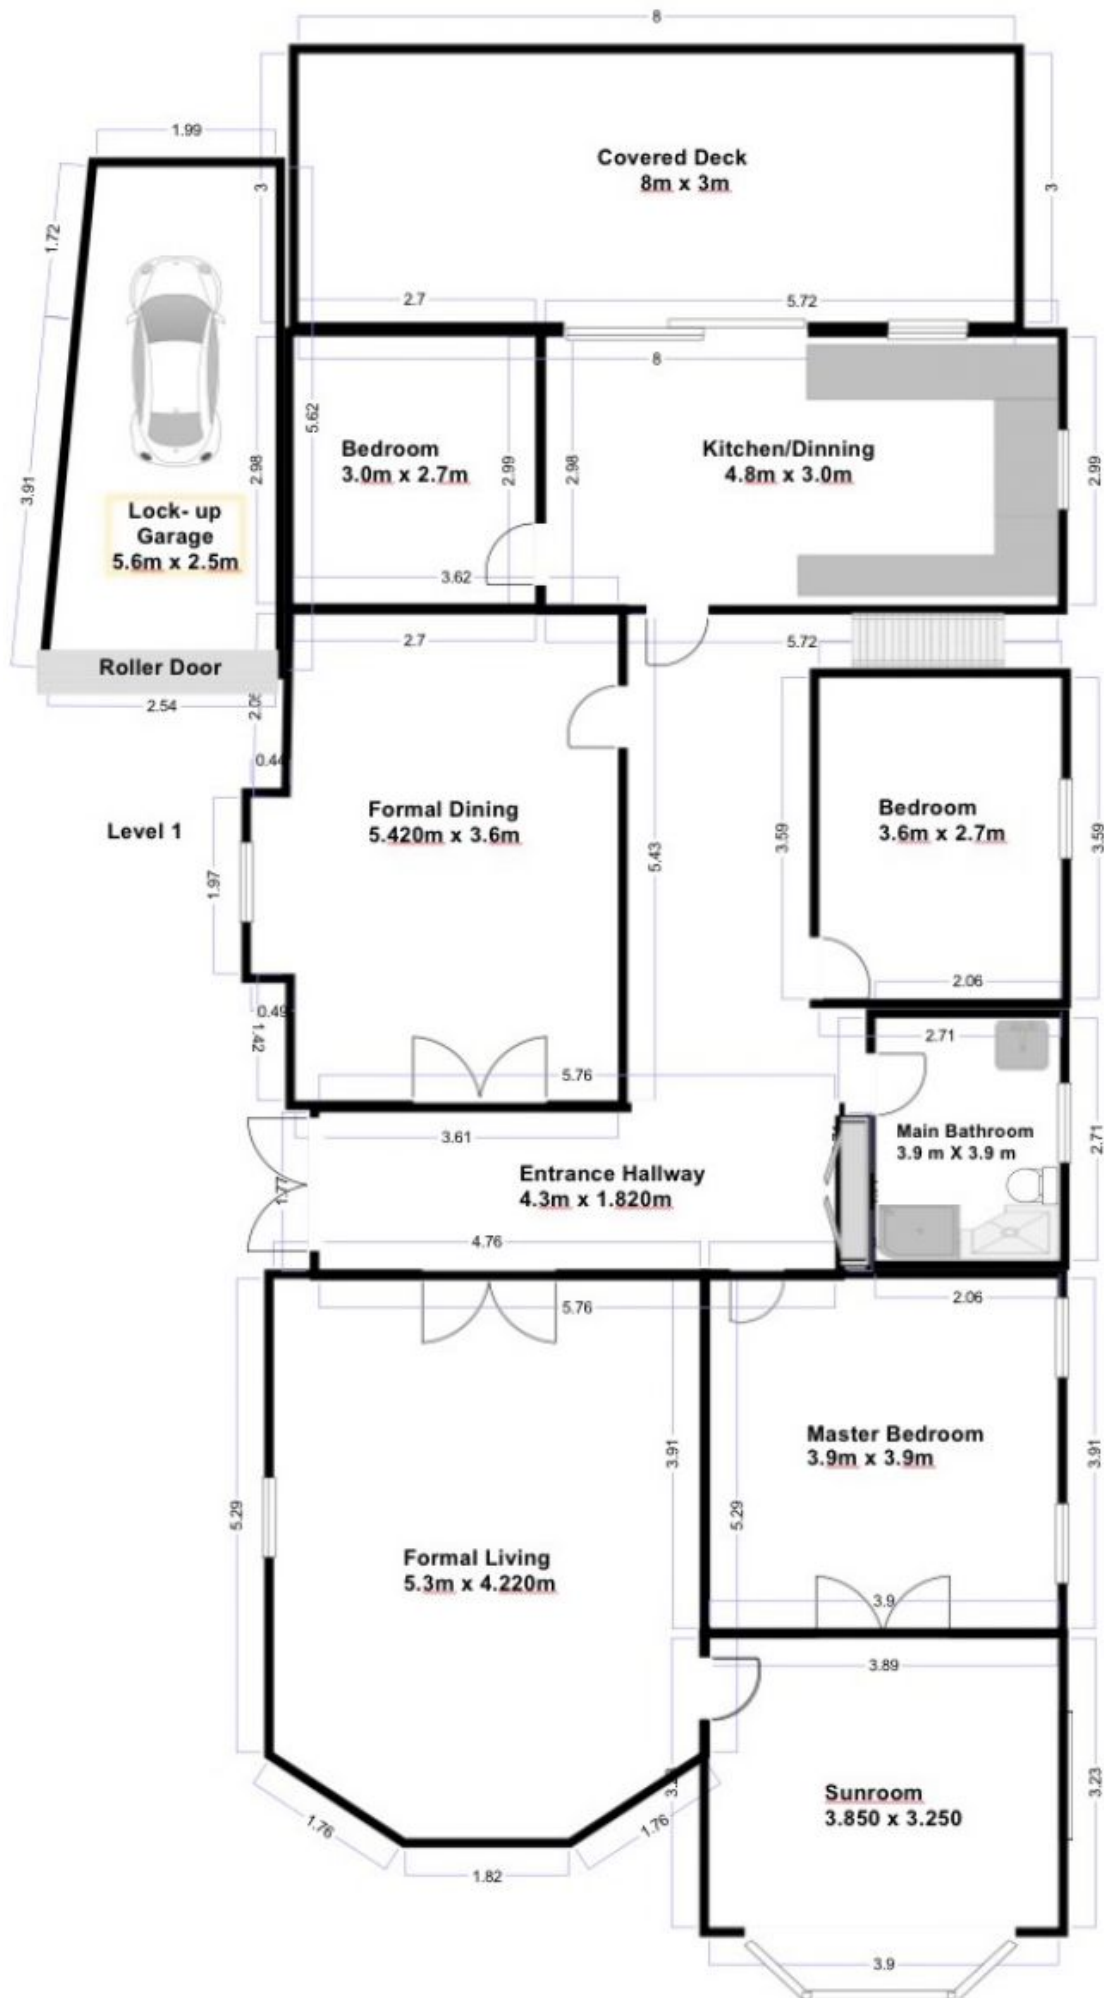 8
1.99
3
Covered Deck
8m x 3m
3
1.72
2.7
5.72
8
5.62
2.98
Bedroom
3.0m x 2.7m
2.99
2.98
Kitchen/Dinning
4.8m x 3.0m
2.99
3.91
Lock- up
Garage
5.6m x 2.5m
3.62
2.7
5.72
Roller Door
2.54
0.44
Level 1
Formal Dining
5.420m x 3.6m
5.43
3.59
Bedroom
3.6m x 2.7m
3.59
1.97
2.06
0.49
1.42
2.71
5.76
3.61
Main Bathroom
3.9 m X 3.9 m
2.71
Entrance Hallway
4.3m x 1.820m
4.76
5.76
2.06
3.91
Master Bedroom
3.9m x 3.9m
3.91
5.29
5.29
Formal Living
5.3m x 4.220m
3.9
3.89
Sunroom
3.850 x 3.250
3.23
1.76
1.76
1.82
3.9